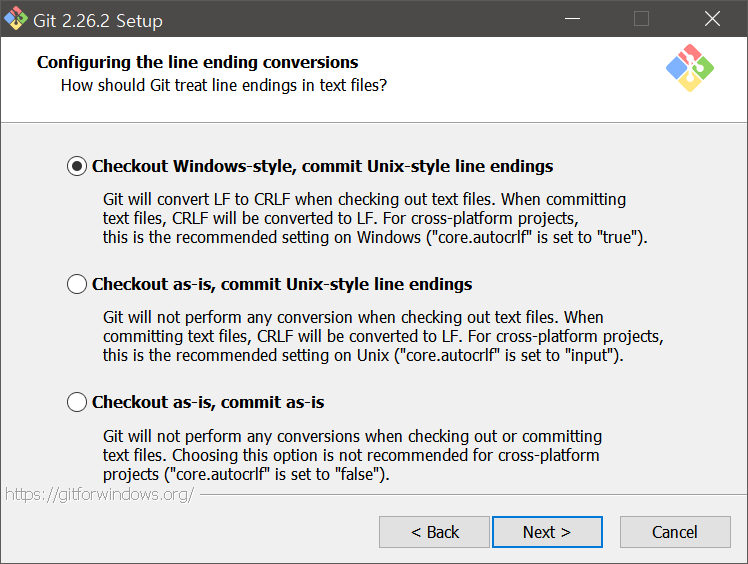 Git 2.26.2 Setup
Configuring the line ending conversions
How should Git treat line endings in text files?
Checkout Windows-style, commit Unix-style line endings
Git will convert LF to CRLF when checking out text files. When committing
text files, CRLF will be converted to LF. For cross-platform projects,
this is the recommended setting on Windows ("core.autocrlf" is set to "true").
Checkout as-is, commit Unix-style line endings
Git will not perform any conversion when checking out text files. When
committing text files, CRLF will be converted to LF. For cross-platform projects,
this is the recommended setting on Unix ("core.autocrlf" is set to "input").
Checkout as-is, commit as-is
Git will not perform any conversions when checking out or committing
text files. Choosing this option is not recommended for cross-platform
projects ("core.autocrlf" is set to "false").
https://gitforwindows.org/
< Back
Next >
Cancel